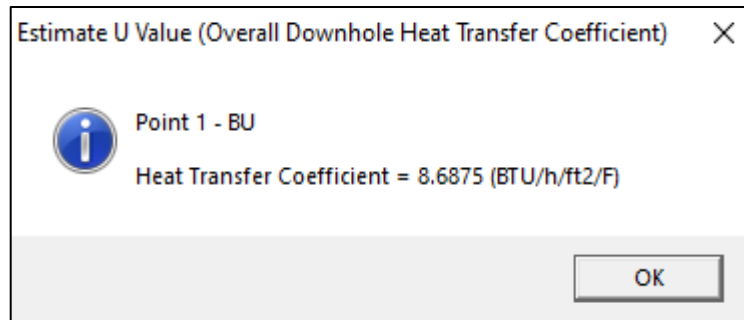 Estimate U Value (Overall Downhole Heat Transfer Coefficient)
Point 1 - BU
Heat Transfer Coefficient = 8.6875 (BTU/h/ft2/F)
OK